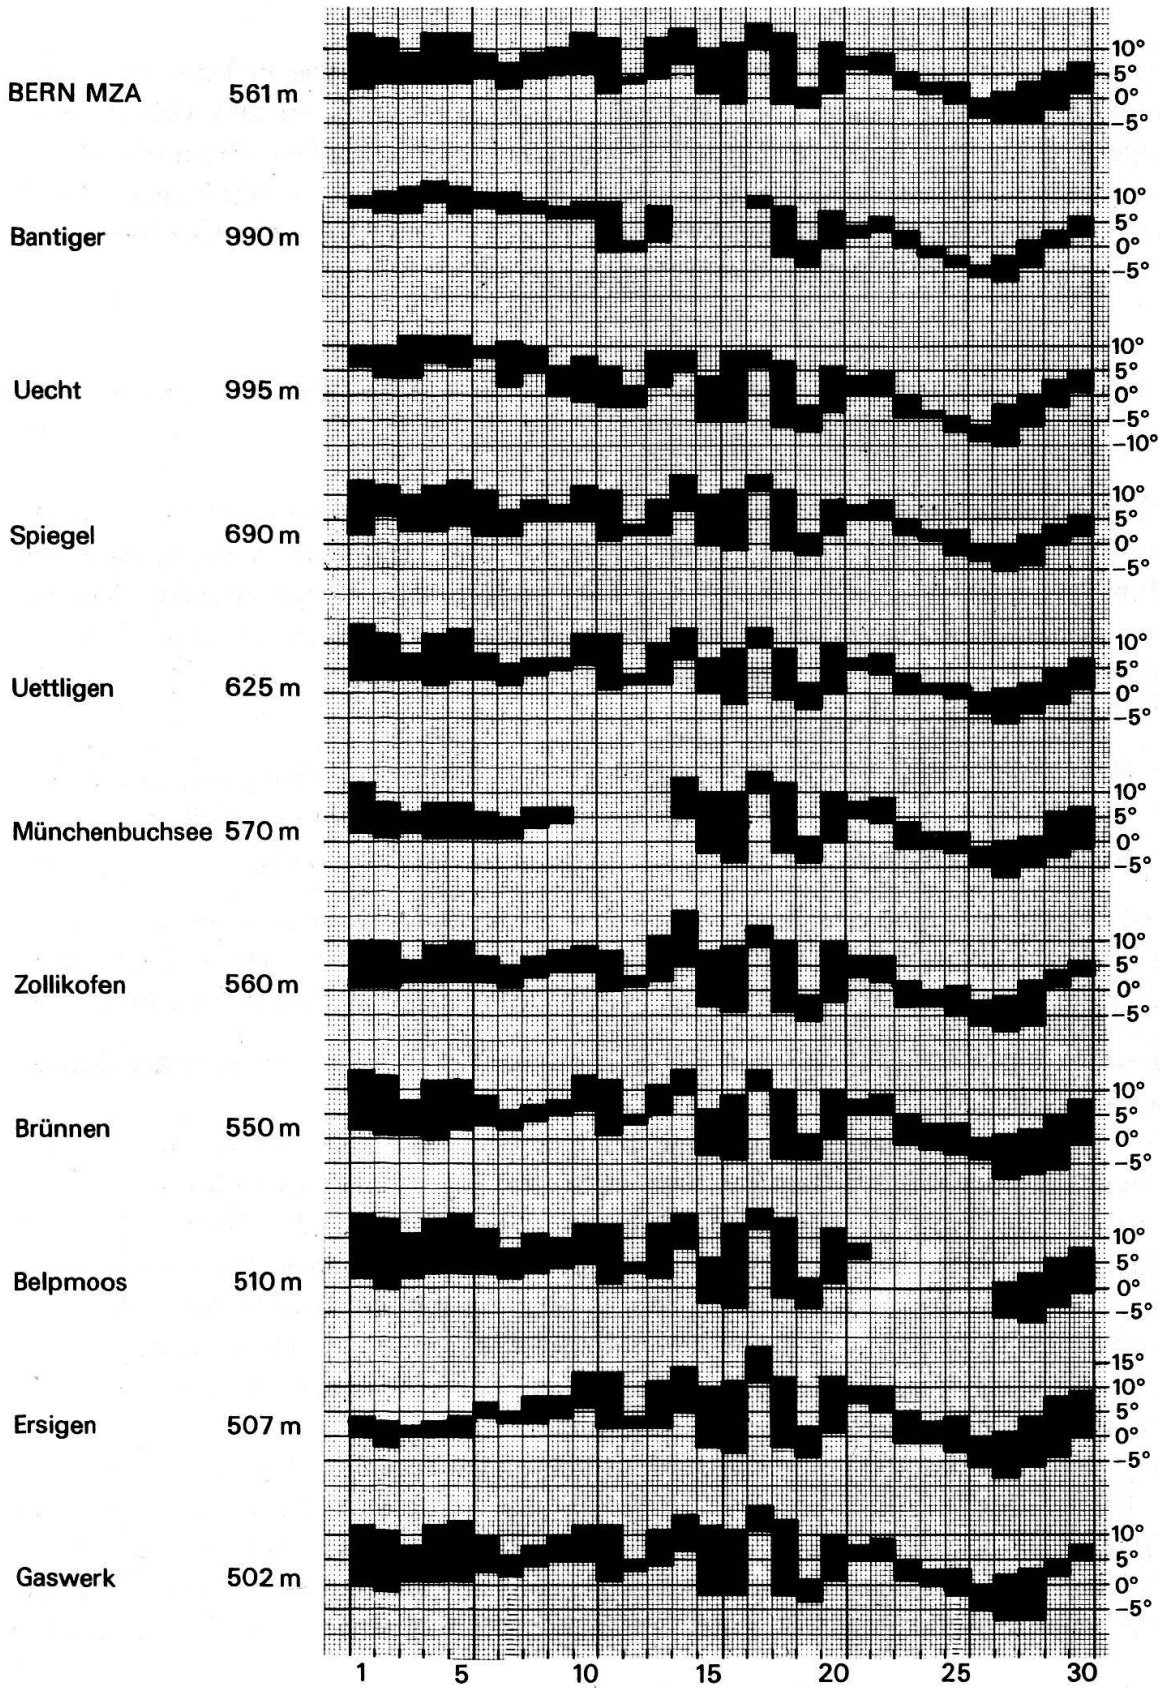 BERN MZA 561 m 10° 5° 0° -5°
Bantiger 990 m 10° 5° 0° -5°
Uecht 995 m 10° 5° 0° -5° -10°
Spiegel 690 m 10° 5° 0° -5°
Uettligen 625 m 10° 5° 0° -5°
Münchenbuchsee 570 m 10° 5° 0° -5°
Zollikofen 560 m 10° 5° 0° -5°
Brünnen 550 m 10° 5° 0° -5°
Belpmoos 510 m 10° 5° 0° -5°
Ersigen 507 m 15° 10° 5° 0° -5°
Gaswerk 502 m 10° 5° 0° -5°
1 5 10 15 20 25 30